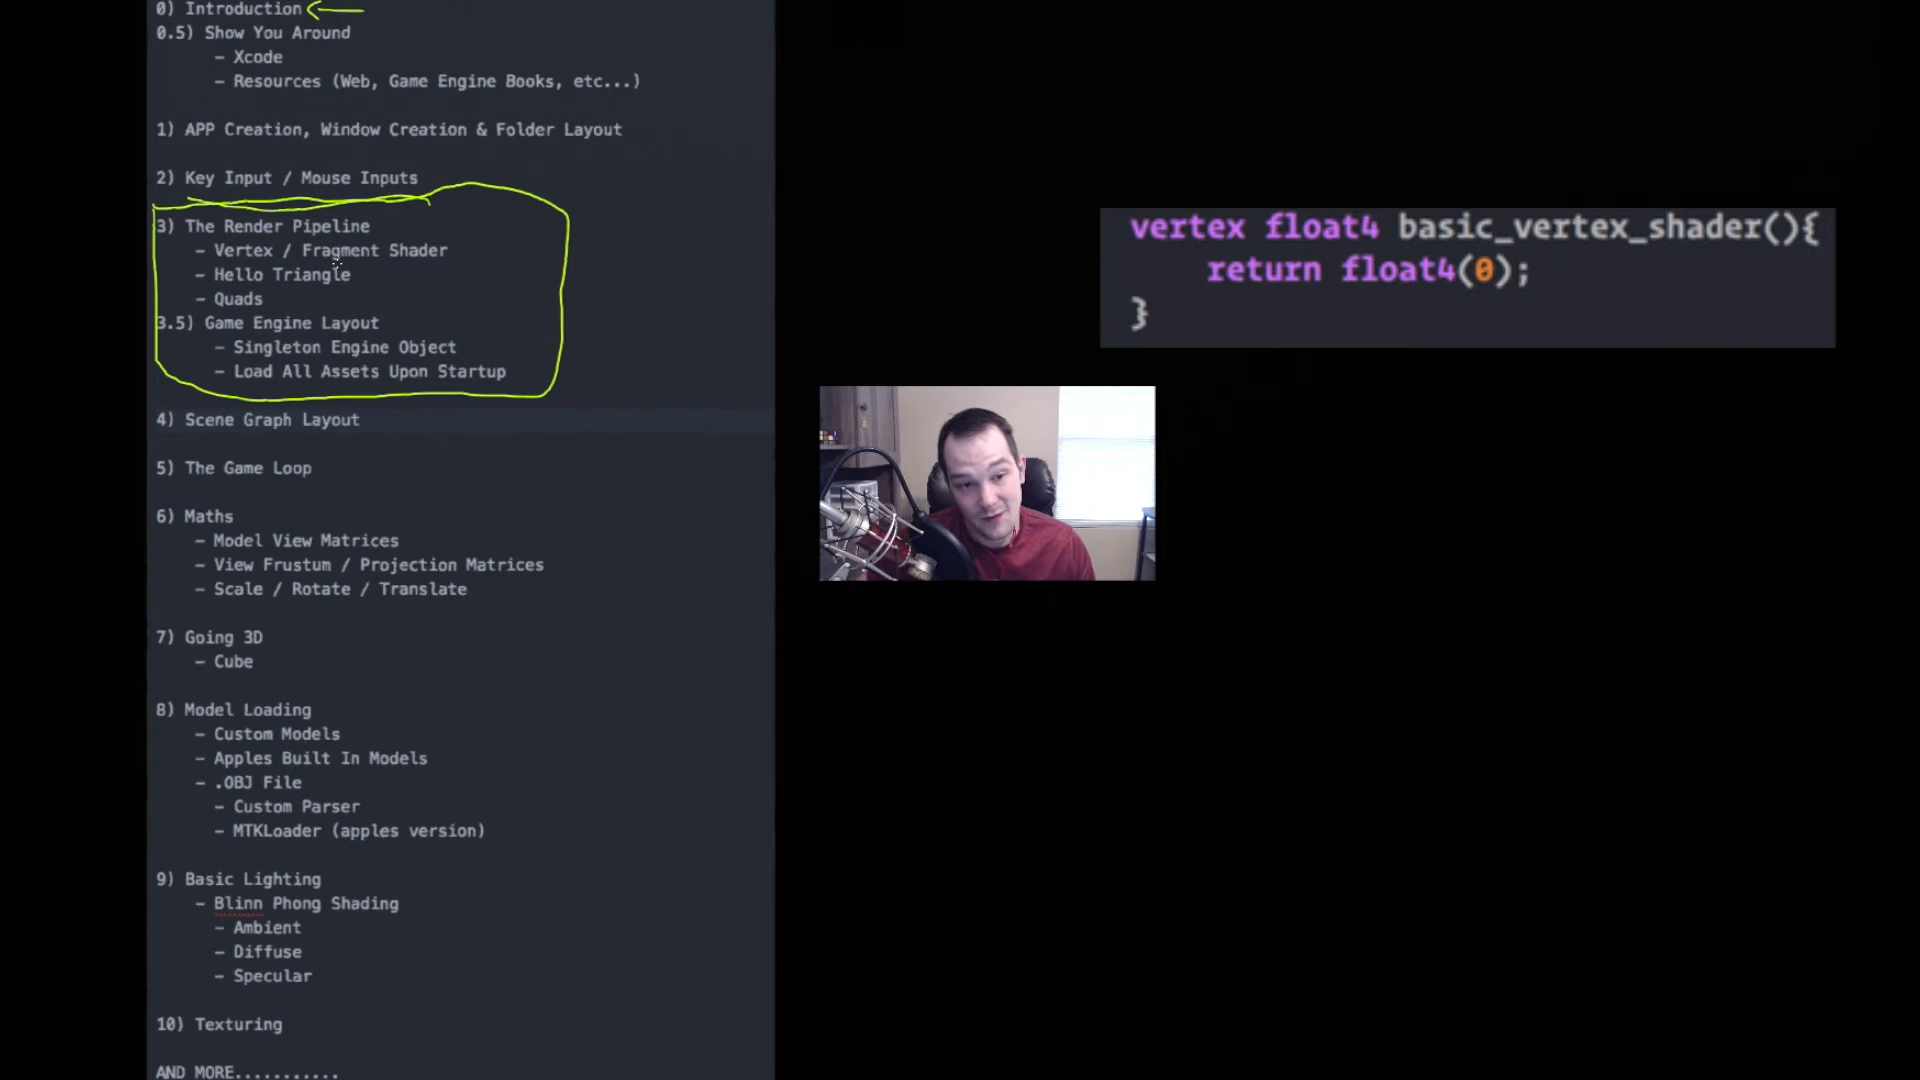 0) Introduction
0.5) Show You Around
- Xcode
- Resources (Web, Game Engine Books, etc...)
1) APP Creation, Window Creation & Folder Layout
2) Key Input / Mouse Inputs
3) The Render Pipeline
- Vertex / Fragment Shader
- Hello Triangle
- Quads
3.5) Game Engine Layout
- Singleton Engine Object
- Load All Assets Upon Startup
4) Scene Graph Layout
5) The Game Loop
6) Maths
- Model View Matrices
- View Frustum / Projection Matrices
- Scale / Rotate / Translate
7) Going 3D
- Cube
8) Model Loading
- Custom Models
- Apples Built In Models
- .OBJ File
- Custom Parser
- MTKLoader (apples version)
9) Basic Lighting
- Blinn Phong Shading
- Ambient
- Diffuse
- Specular
10) Texturing
AND MORE...........
vertex float4 basic_vertex_shader(){
return float4(0);
}